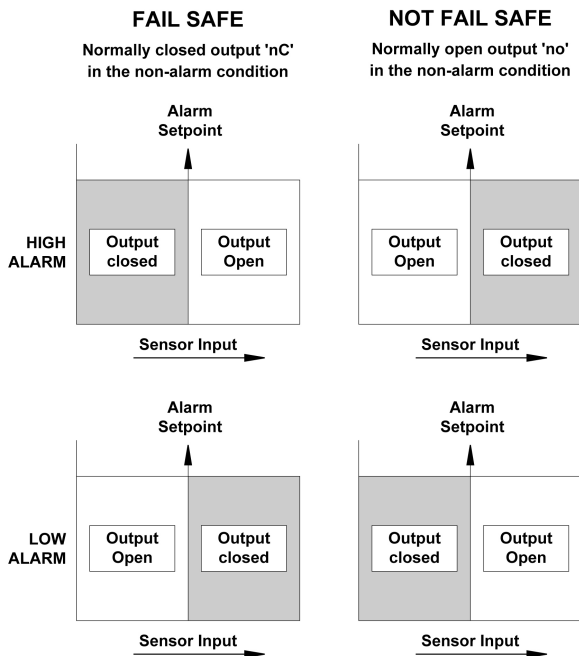 FAIL SAFE
Normally closed output 'nC'
in the non-alarm condition
NOT FAIL SAFE
Normally open output 'no'
in the non-alarm condition
Alarm
Setpoint
Alarm
Setpoint
HIGH
ALARM
Output
closed
Output
Open
Output
Open
Output
closed
Sensor Input
Sensor Input
Alarm
Setpoint
Alarm
Setpoint
LOW
ALARM
Output
Open
Output
closed
Output
closed
Output
Open
Sensor Input
Sensor Input